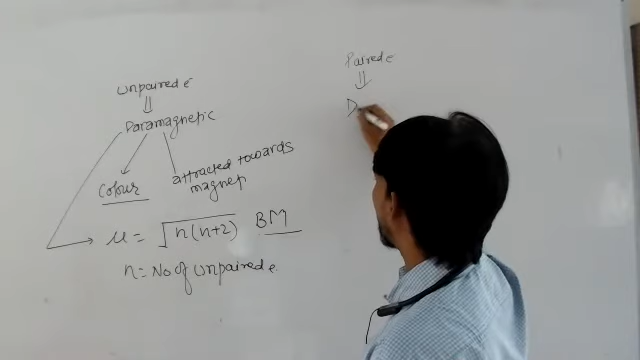 unpaired e⁻
Paramagnetic
Colour
attracted towards
magnet
μ = √n(n+2) BM
n = No of unpaired e.
Paired e
D